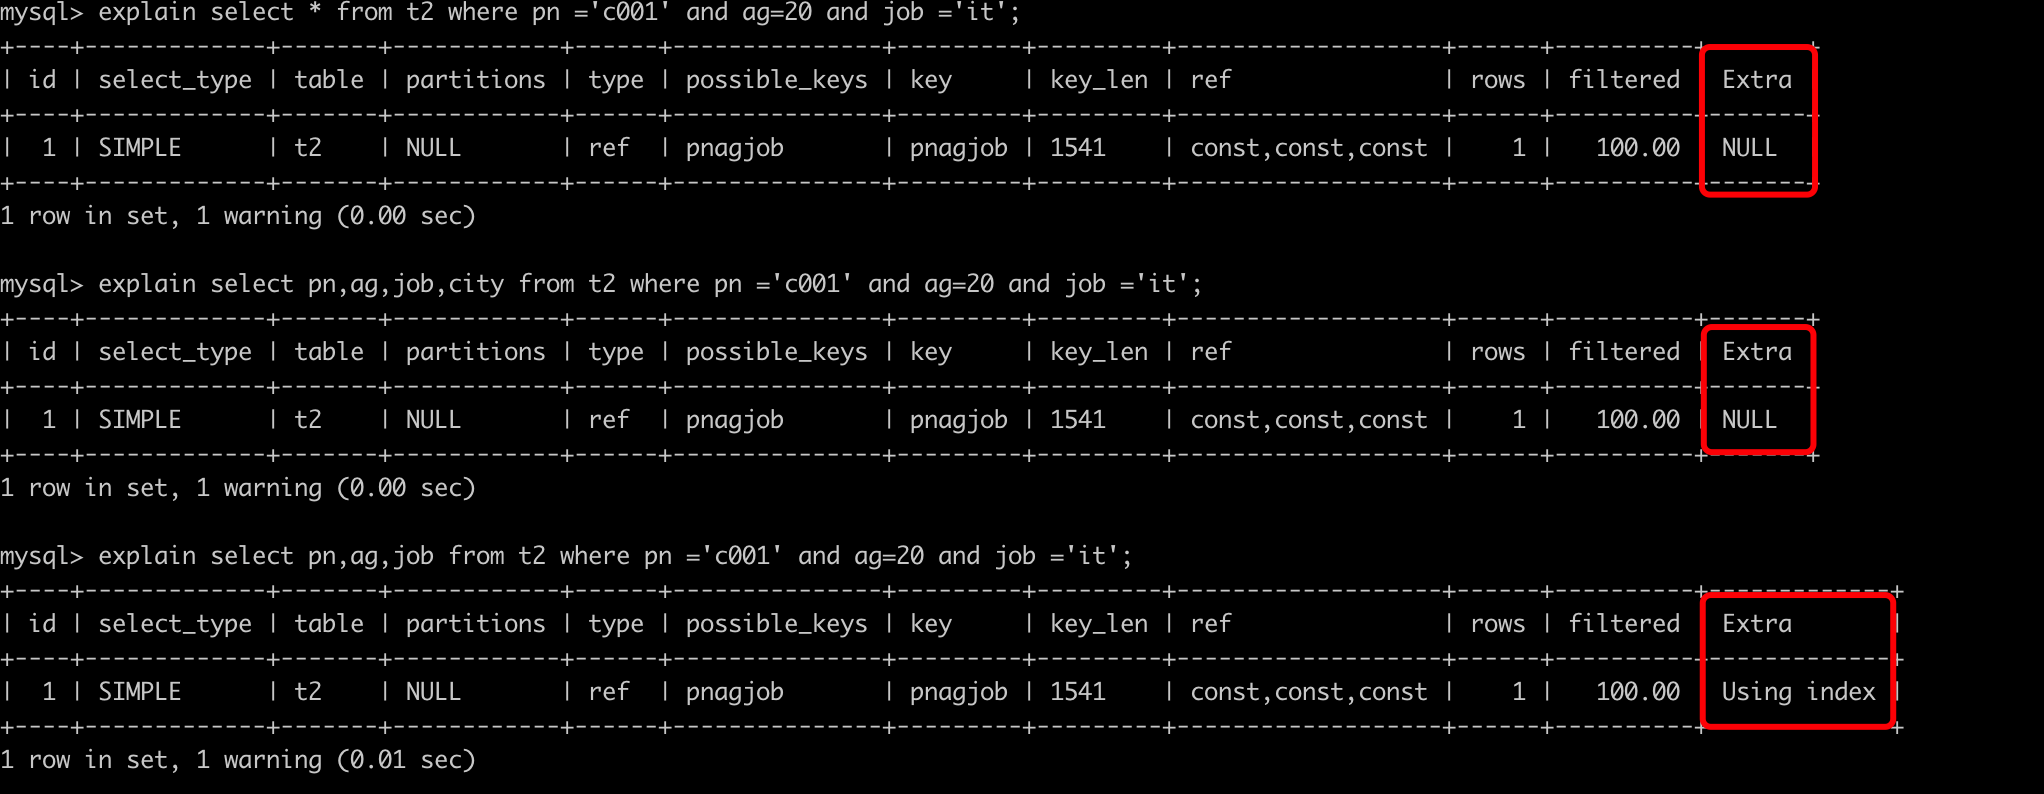 mysql> explain select * from t2 where pn ='c001' and ag=20 and job ='it';
+----+-------------+-------+------------+------+---------------+---------+---------+-------------------+------+----------+-------+
| id | select_type | table | partitions | type | possible_keys | key     | key_len | ref               | rows | filtered | Extra
+----+-------------+-------+------------+------+---------------+---------+---------+-------------------+------+----------+-------+
|  1 | SIMPLE      | t2    | NULL       | ref  | pnagjob       | pnagjob | 1541    | const,const,const |    1 |   100.00 | NULL
+----+-------------+-------+------------+------+---------------+---------+---------+-------------------+------+----------+-------+
1 row in set, 1 warning (0.00 sec)

mysql> explain select pn,ag,job,city from t2 where pn ='c001' and ag=20 and job ='it';
+----+-------------+-------+------------+------+---------------+---------+---------+-------------------+------+----------+-------+
| id | select_type | table | partitions | type | possible_keys | key     | key_len | ref               | rows | filtered | Extra
+----+-------------+-------+------------+------+---------------+---------+---------+-------------------+------+----------+-------+
|  1 | SIMPLE      | t2    | NULL       | ref  | pnagjob       | pnagjob | 1541    | const,const,const |    1 |   100.00 | NULL
+----+-------------+-------+------------+------+---------------+---------+---------+-------------------+------+----------+-------+
1 row in set, 1 warning (0.00 sec)

mysql> explain select pn,ag,job from t2 where pn ='c001' and ag=20 and job ='it';
+----+-------------+-------+------------+------+---------------+---------+---------+-------------------+------+----------+-------------+
| id | select_type | table | partitions | type | possible_keys | key     | key_len | ref               | rows | filtered | Extra       |
+----+-------------+-------+------------+------+---------------+---------+---------+-------------------+------+----------+-------------+
|  1 | SIMPLE      | t2    | NULL       | ref  | pnagjob       | pnagjob | 1541    | const,const,const |    1 |   100.00 | Using index |
+----+-------------+-------+------------+------+---------------+---------+---------+-------------------+------+----------+-------------+
1 row in set, 1 warning (0.01 sec)